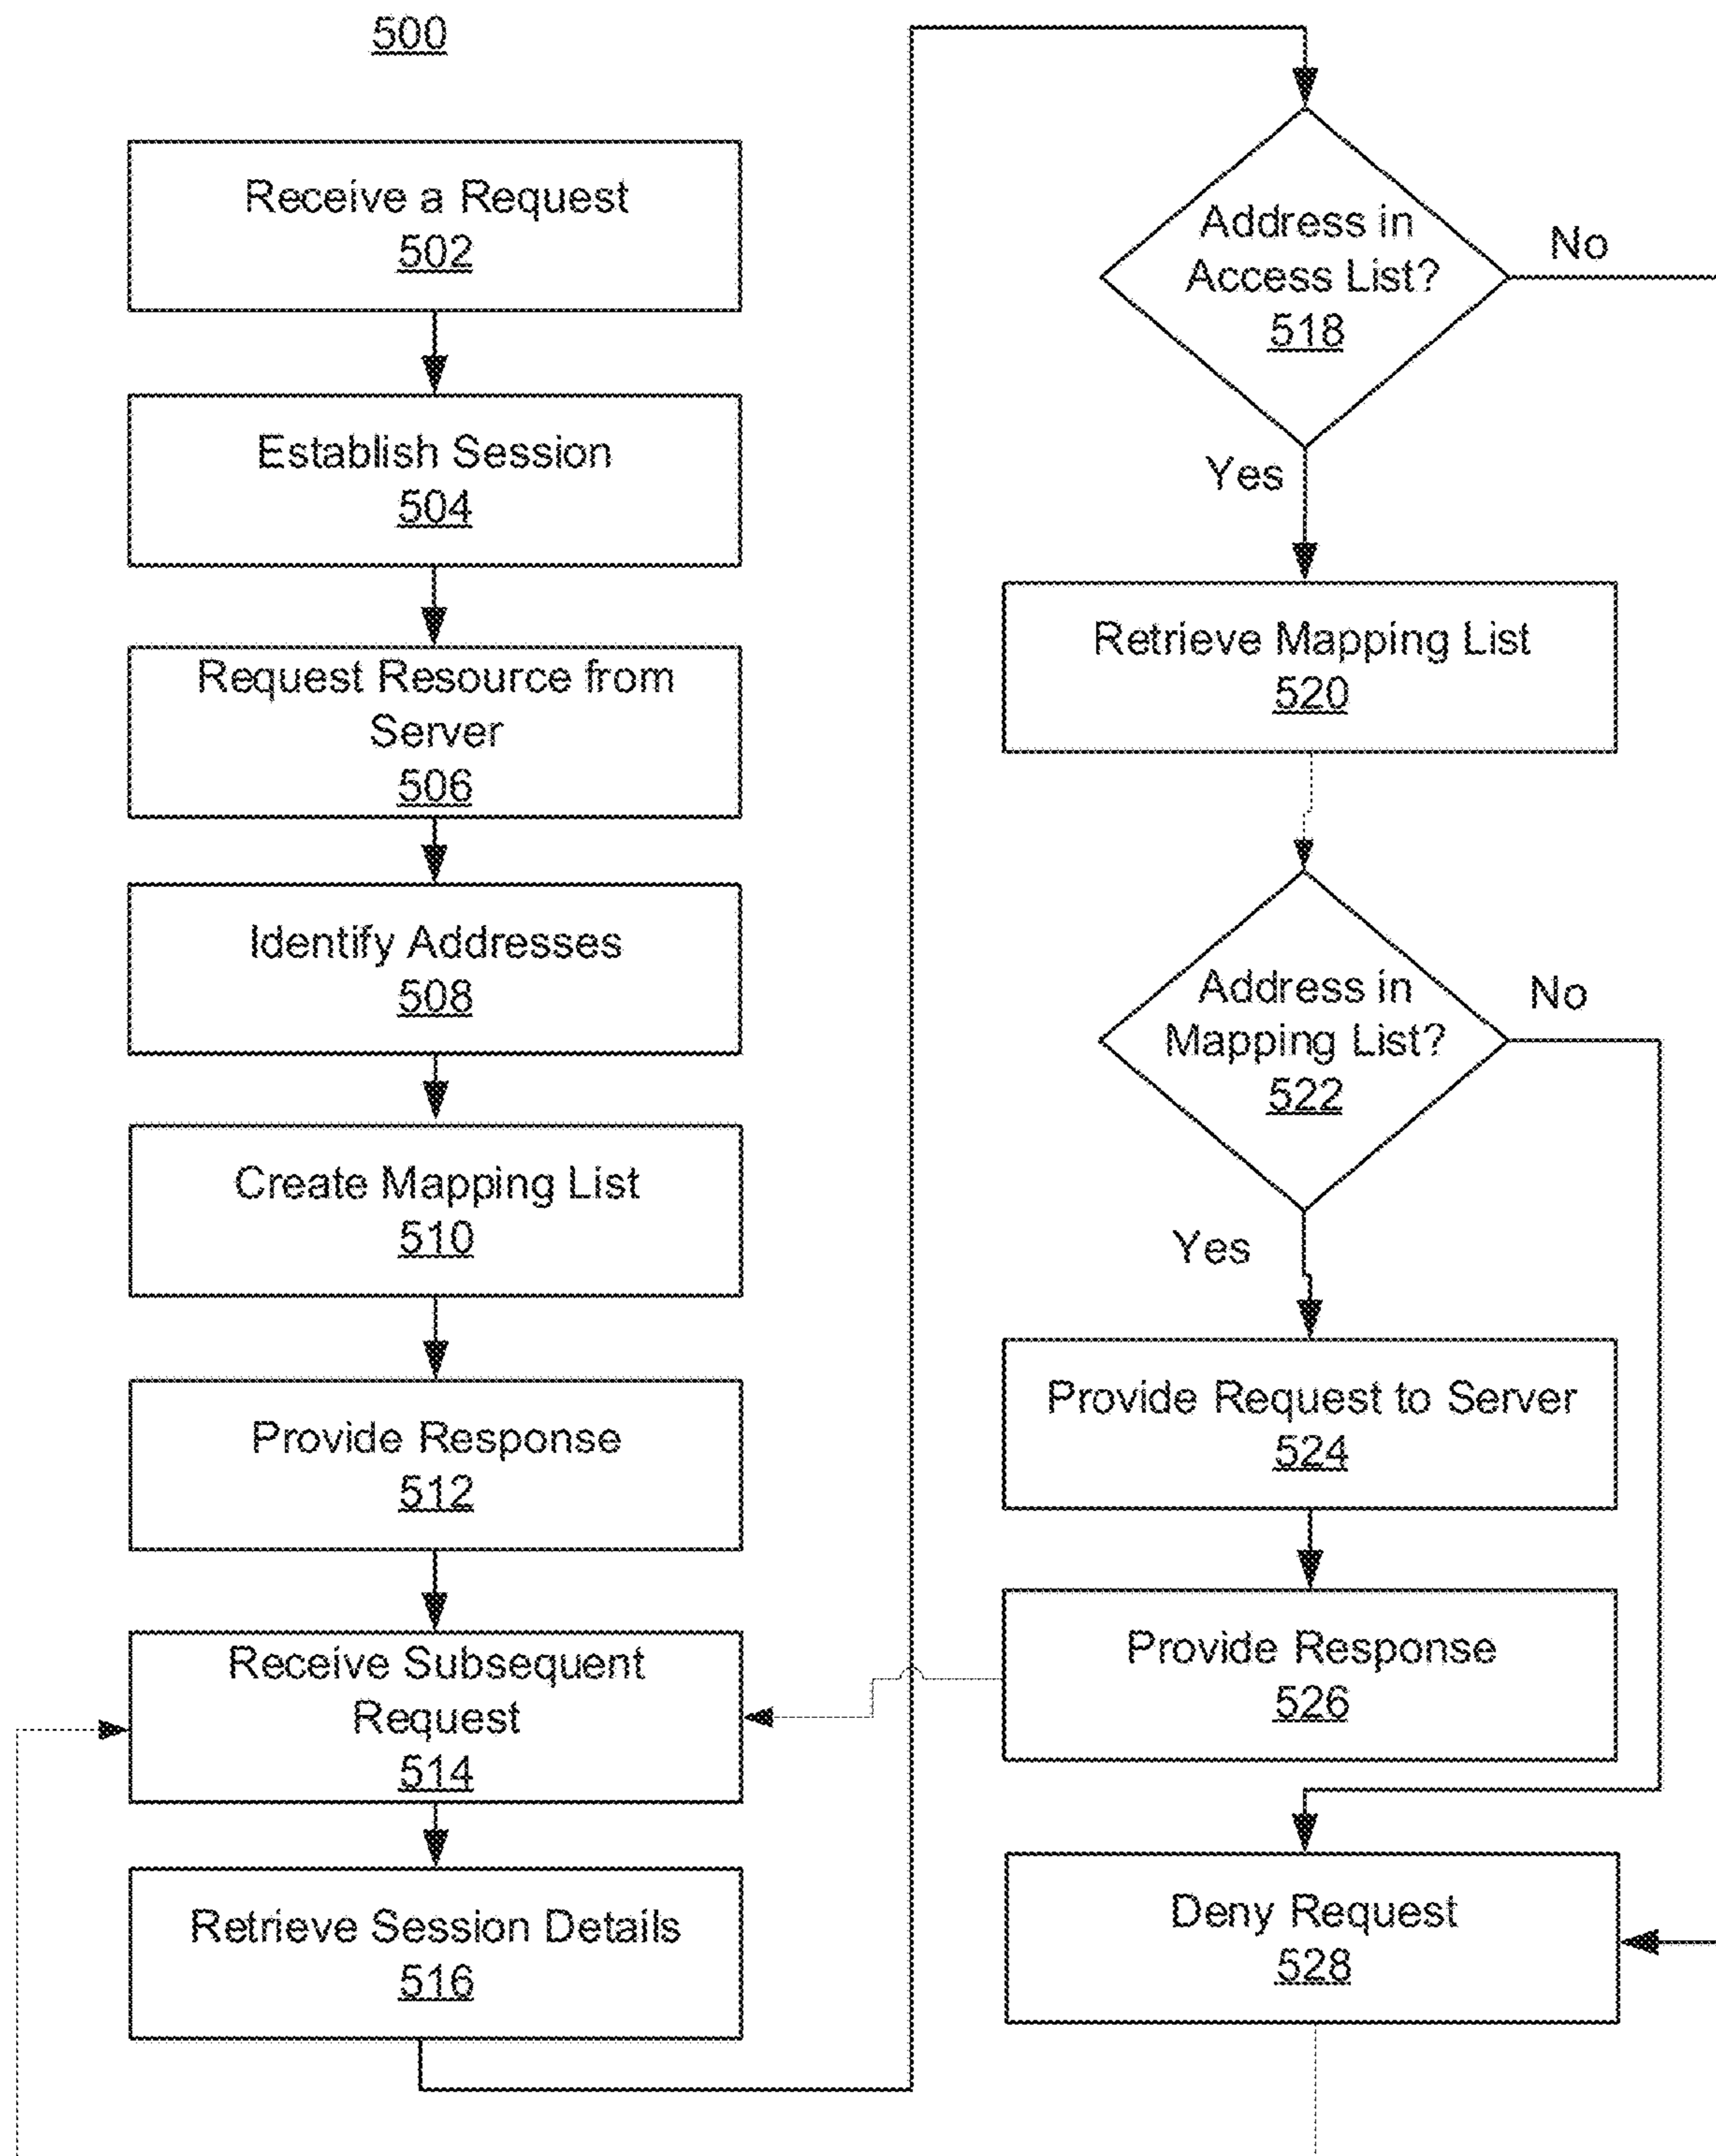 500
Receive a Request
502
Establish Session
504
Request Resource from
Server
506
Identify Addresses
508
Create Mapping List
510
Provide Response
512
Receive Subsequent
Request
514
Retrieve Session Details
516
Address in
Access List?
518
No
Yes
Retrieve Mapping List
520
Address in
Mapping List?
522
No
Yes
Provide Request to Server
524
Provide Response
526
Deny Request
528